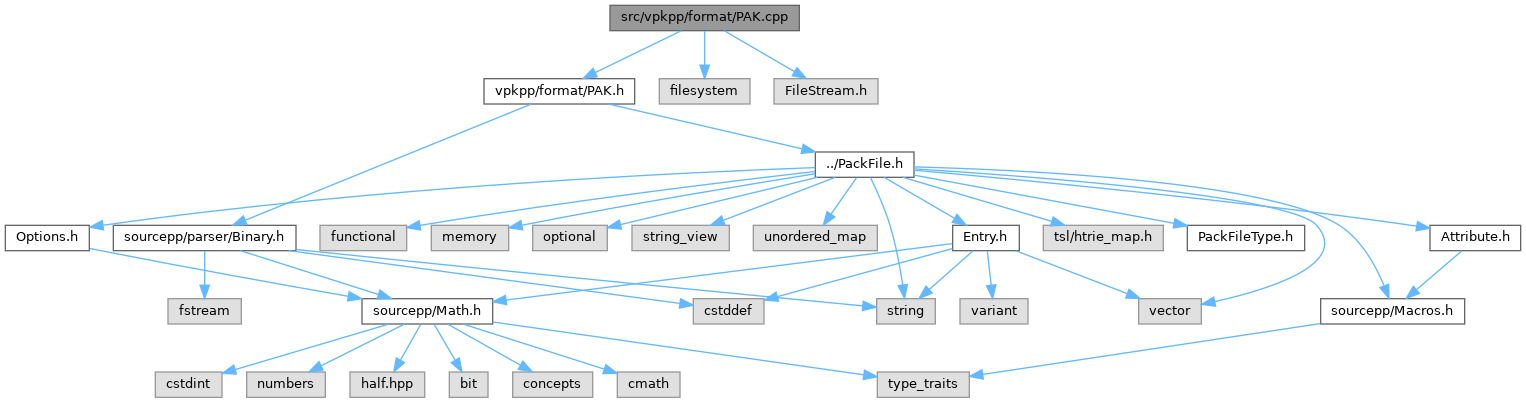 src/vpkpp/format/PAK.cpp
vpkpp/format/PAK.h
filesystem
FileStream.h
../PackFile.h
Options.h
sourcepp/parser/Binary.h
functional
memory
optional
string_view
unordered_map
Entry.h
tsl/htrie_map.h
PackFileType.h
Attribute.h
fstream
sourcepp/Math.h
cstddef
string
variant
vector
sourcepp/Macros.h
cstdint
numbers
half.hpp
bit
concepts
cmath
type_traits